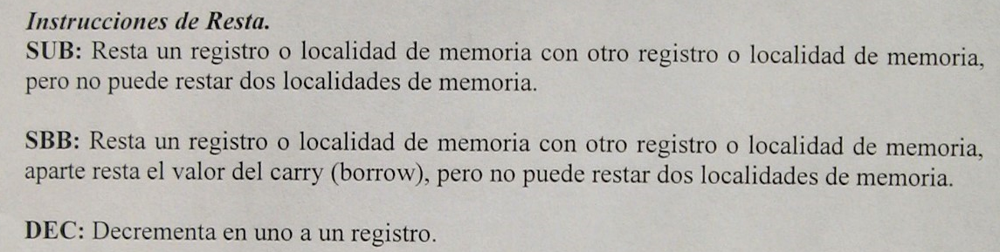 Instrucciones de Resta.
SUB: Resta un registro o localidad de memoria con otro registro o localidad de memoria,
pero no puede restar dos localidades de memoria.
SBB: Resta un registro o localidad de memoria con otro registro o localidad de memoria,
aparte resta el valor del carry (borrow), pero no puede restar dos localidades de memoria.
DEC: Decrementa en uno a un registro.